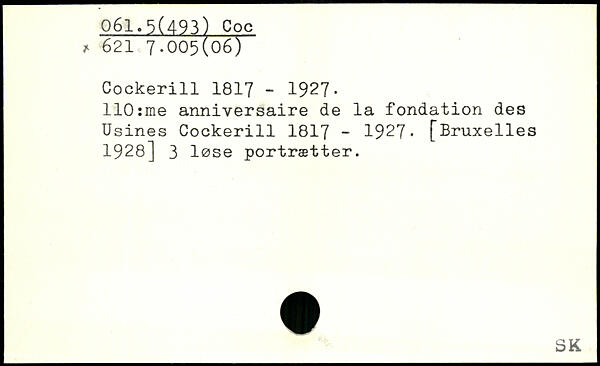 061.5(493) Coc
x 621 7.005(06)
Cockerill 1817 - 1927.
110:me anniversaire de la fondation des
Usines Cockerill 1817 - 1927. [Bruxelles
1928] 3 løse portrætter.
SK